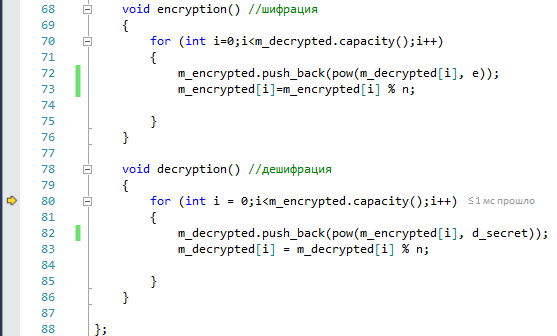 68 void encryption() //шифрация
69 {
70 for (int i=0;i<m_decrypted.capacity();i++)
71 {
72 m_encrypted.push_back(pow(m_decrypted[i], e));
73 m_encrypted[i]=m_encrypted[i] % n;
74
75 }
76 }
77
78 void decryption() //дешифрация
79 {
80 for (int i = 0;i<m_encrypted.capacity();i++) ≤1 мс прошло
81 {
82 m_decrypted.push_back(pow(m_encrypted[i], d_secret));
83 m_decrypted[i] = m_decrypted[i] % n;
84
85 }
86 }
87
88 };